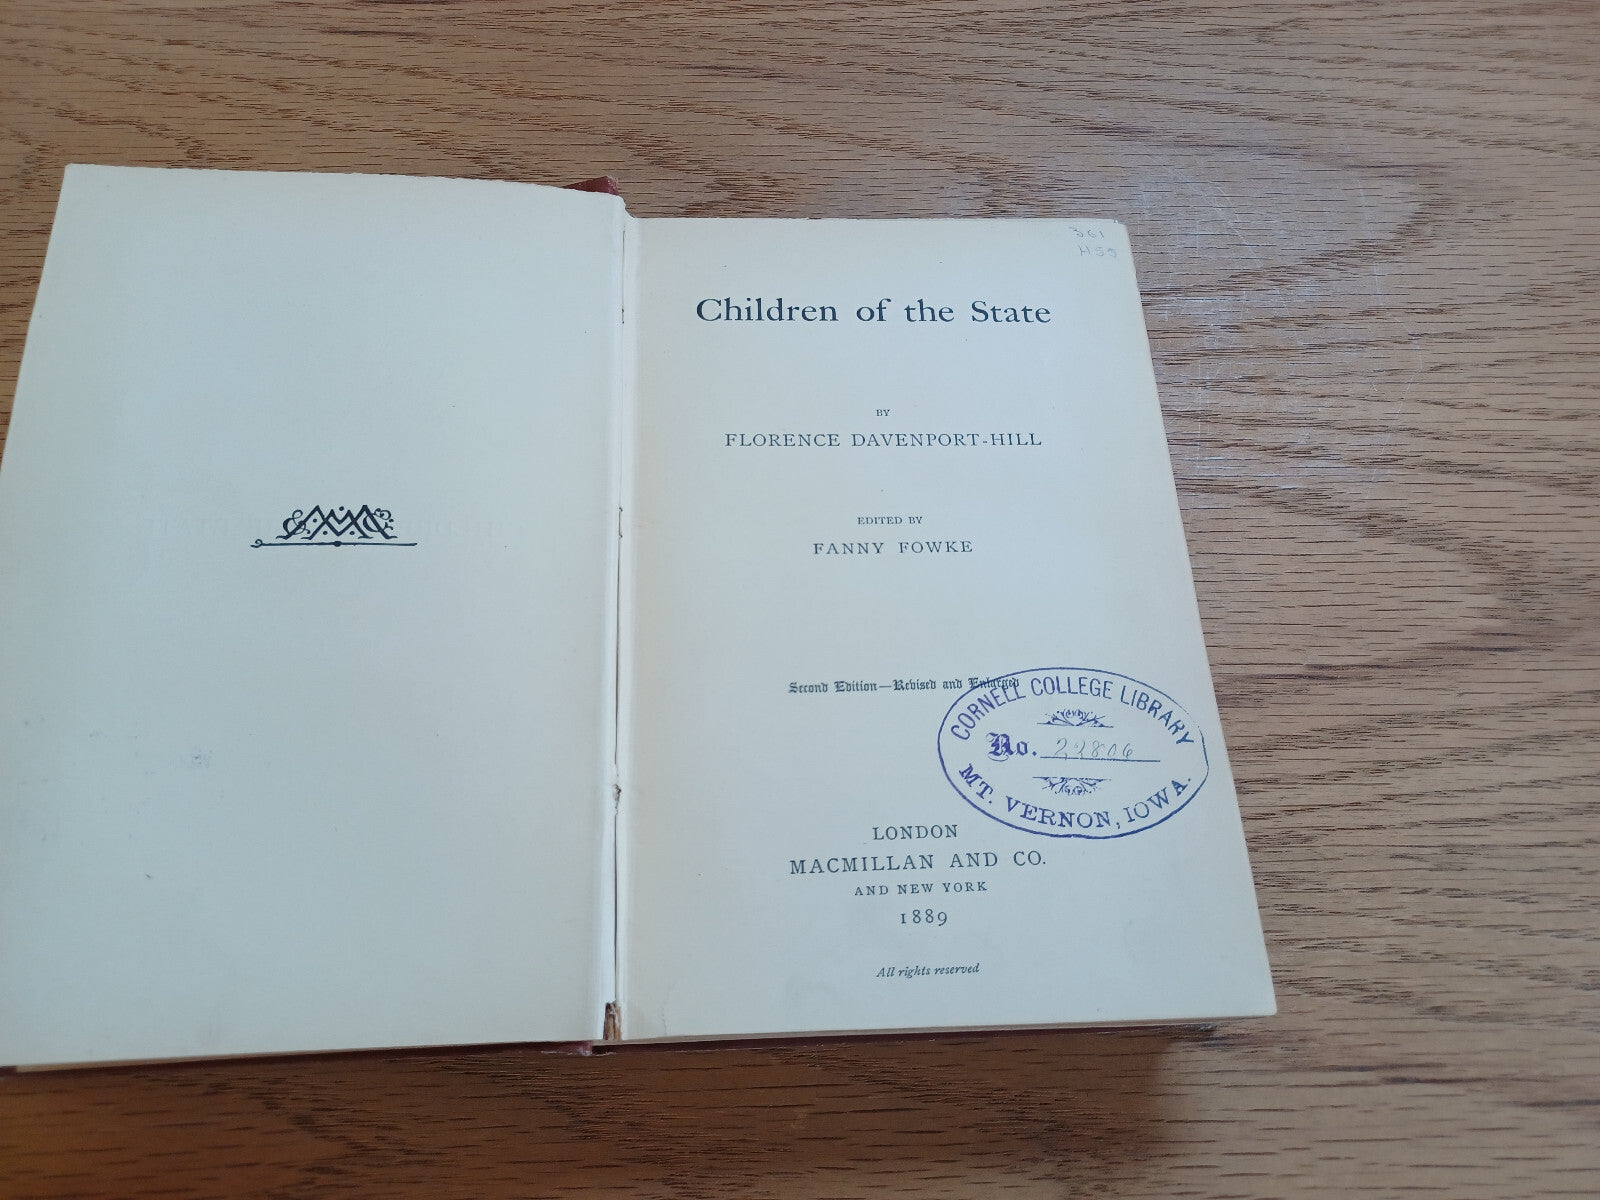 361
H55
Children of the State
BY
FLORENCE DAVENPORT-HILL
EDITED BY
FANNY FOWKE
Second Edition—Revised and Enlarged
CORNELL COLLEGE LIBRARY
No. 22806
MT. VERNON, IOWA.
LONDON
MACMILLAN AND CO.
AND NEW YORK
1889
All rights reserved